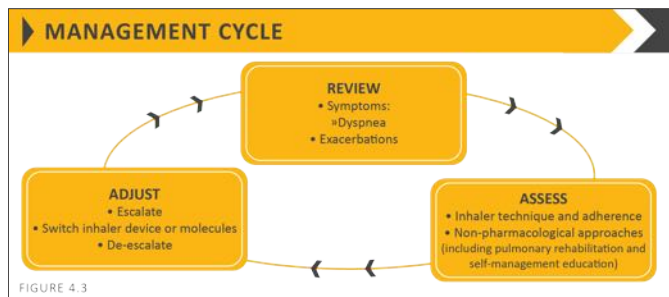 MANAGEMENT CYCLE
REVIEW
• Symptoms:
»Dyspnea
• Exacerbations
ADJUST
• Escalate
• Switch inhaler device or molecules
• De-escalate
ASSESS
• Inhaler technique and adherence
• Non-pharmacological approaches
(including pulmonary rehabilitation and
self-management education)
FIGURE 4.3